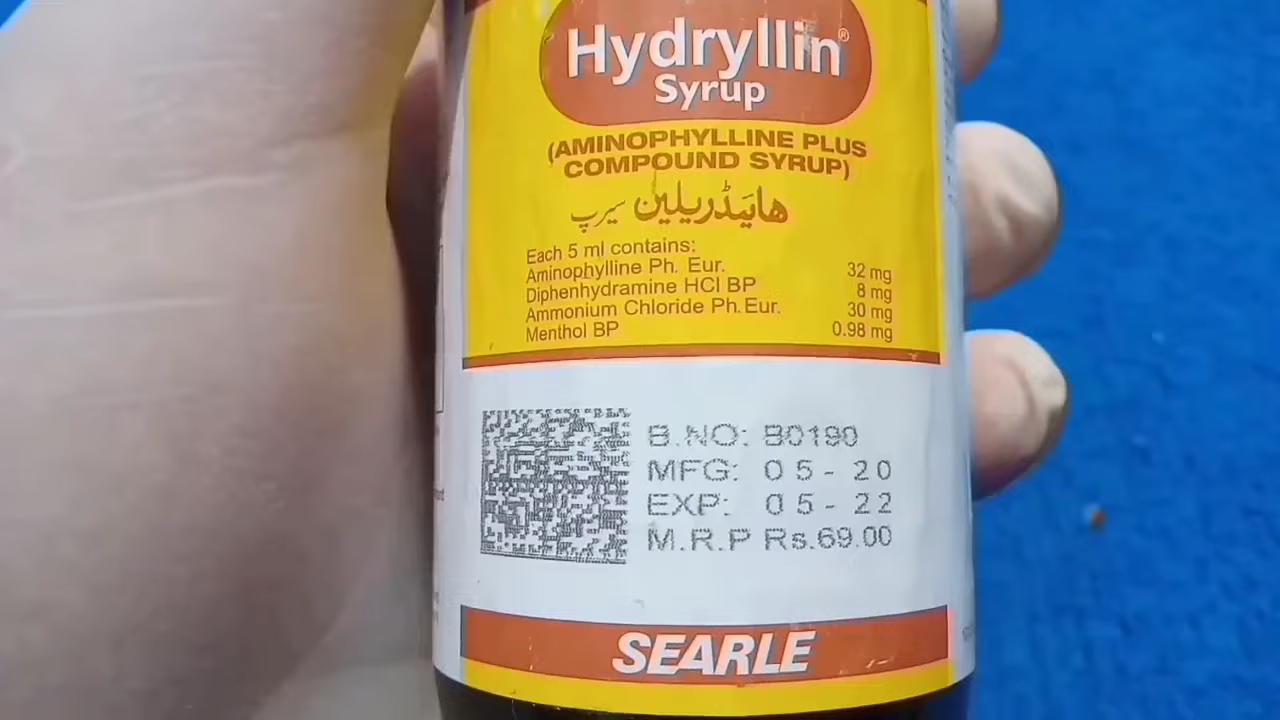 Hydryllin®
Syrup
(AMINOPHYLLINE PLUS
COMPOUND SYRUP)
ھائیڈریلین سیرپ
Each 5 ml contains:
Aminophylline Ph. Eur. 32 mg
Diphenhydramine HCl BP 8 mg
Ammonium Chloride Ph. Eur. 30 mg
Menthol BP 0.98 mg
B.NO: B0190
MFG: 05-20
EXP: 05-22
M.R.P Rs.69.00
SEARLE